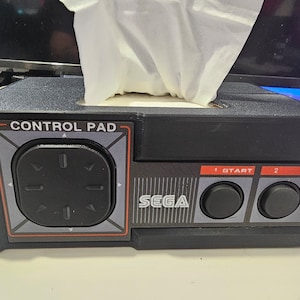 CONTROL PAD
1 START 2
SEGA